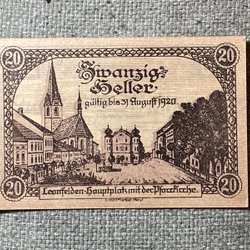 20 Zwanzig 20
Heller
gültig bis 31 August 1920
20 Leonfelden-Hauptplatz mit der Pfarrkirche. 20